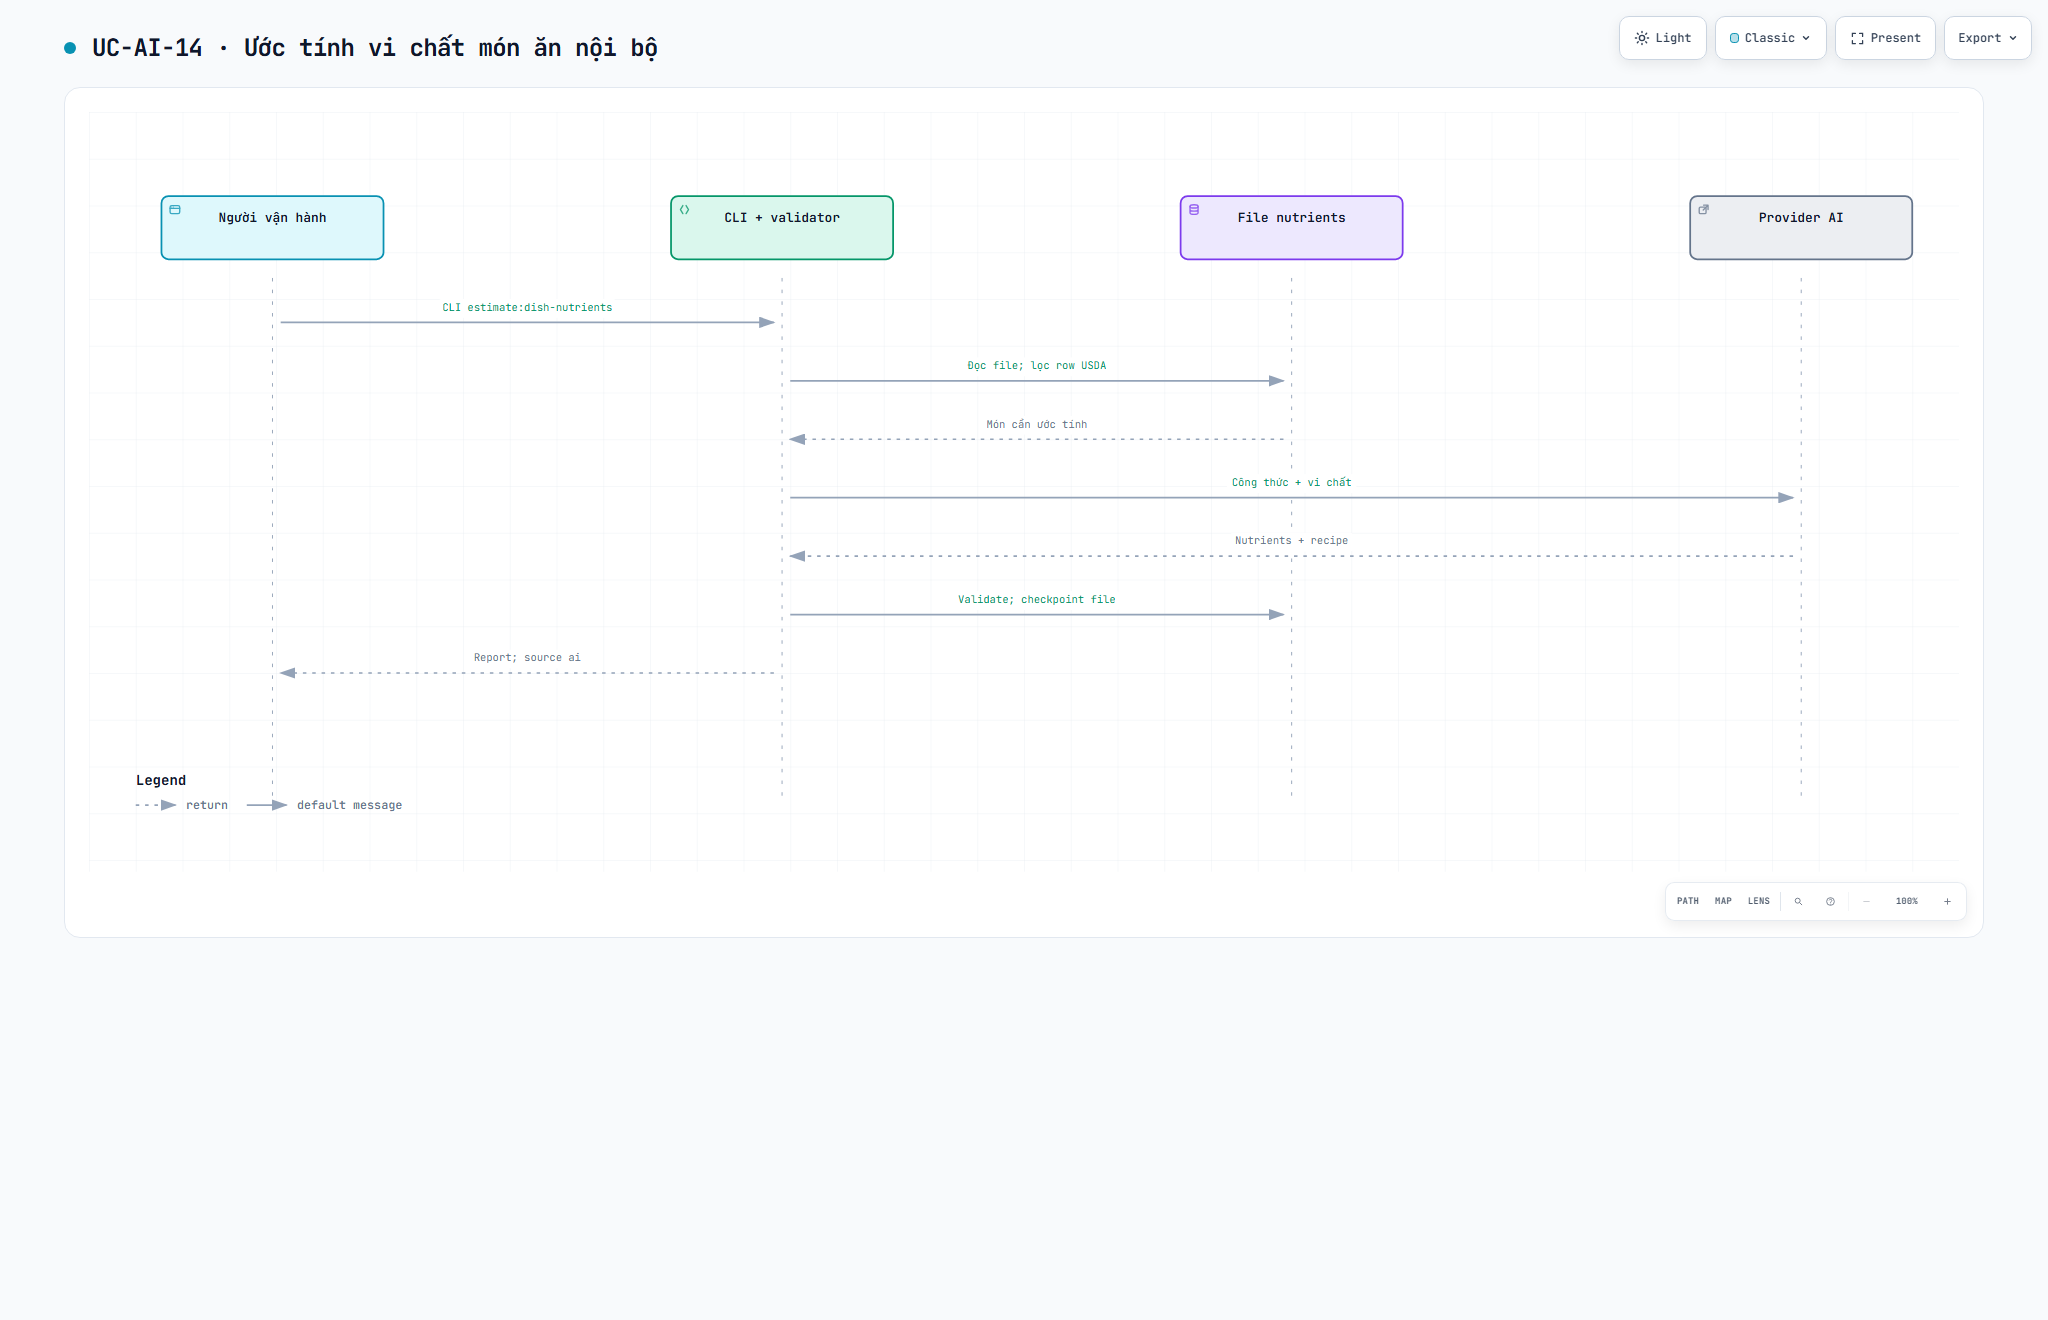 UC-AI-14 · Ước tính vi chất món ăn nội bộ
Light
Classic
Present
Export
Người vận hành
CLI + validator
File nutrients
Provider AI
CLI estimate:dish-nutrients
Đọc file; lọc row USDA
Món cần ước tính
Công thức + vi chất
Nutrients + recipe
Validate; checkpoint file
Report; source ai
Legend
return
default message
PATH
MAP
LENS
100%